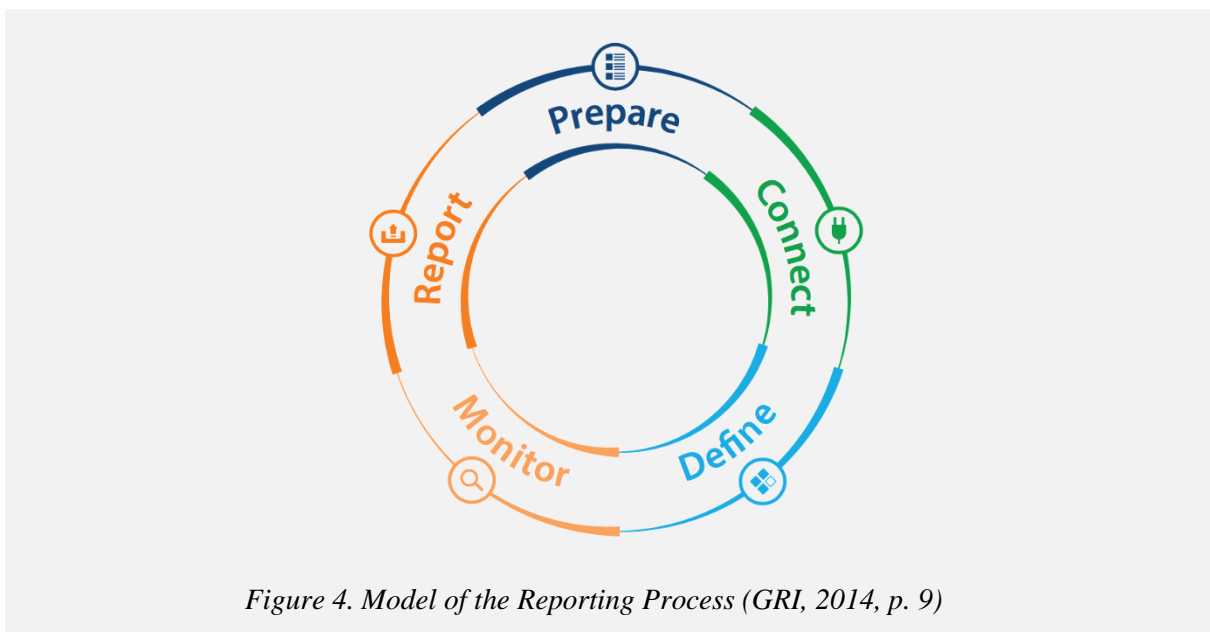 Prepare
Connect
Define
Monitor
Report
Figure 4. Model of the Reporting Process (GRI, 2014, p. 9)